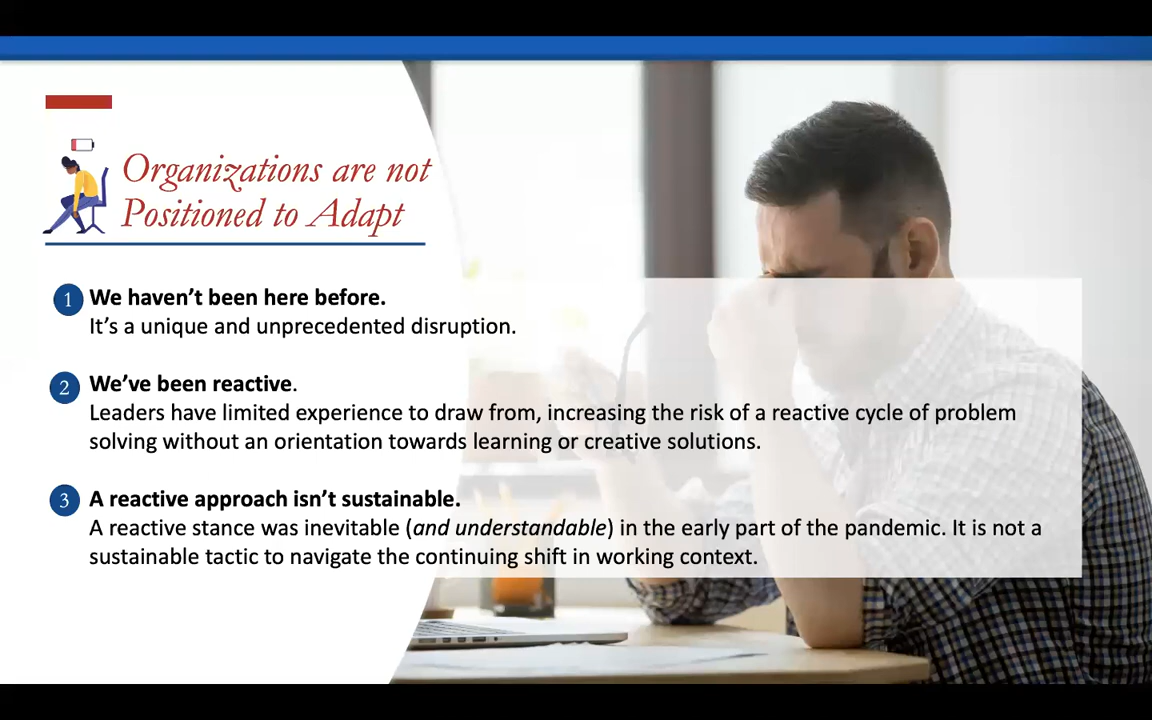 Organizations are not
Positioned to Adapt
1 We haven’t been here before.
It’s a unique and unprecedented disruption.
2 We’ve been reactive.
Leaders have limited experience to draw from, increasing the risk of a reactive cycle of problem
solving without an orientation towards learning or creative solutions.
3 A reactive approach isn’t sustainable.
A reactive stance was inevitable (and understandable) in the early part of the pandemic. It is not a
sustainable tactic to navigate the continuing shift in working context.